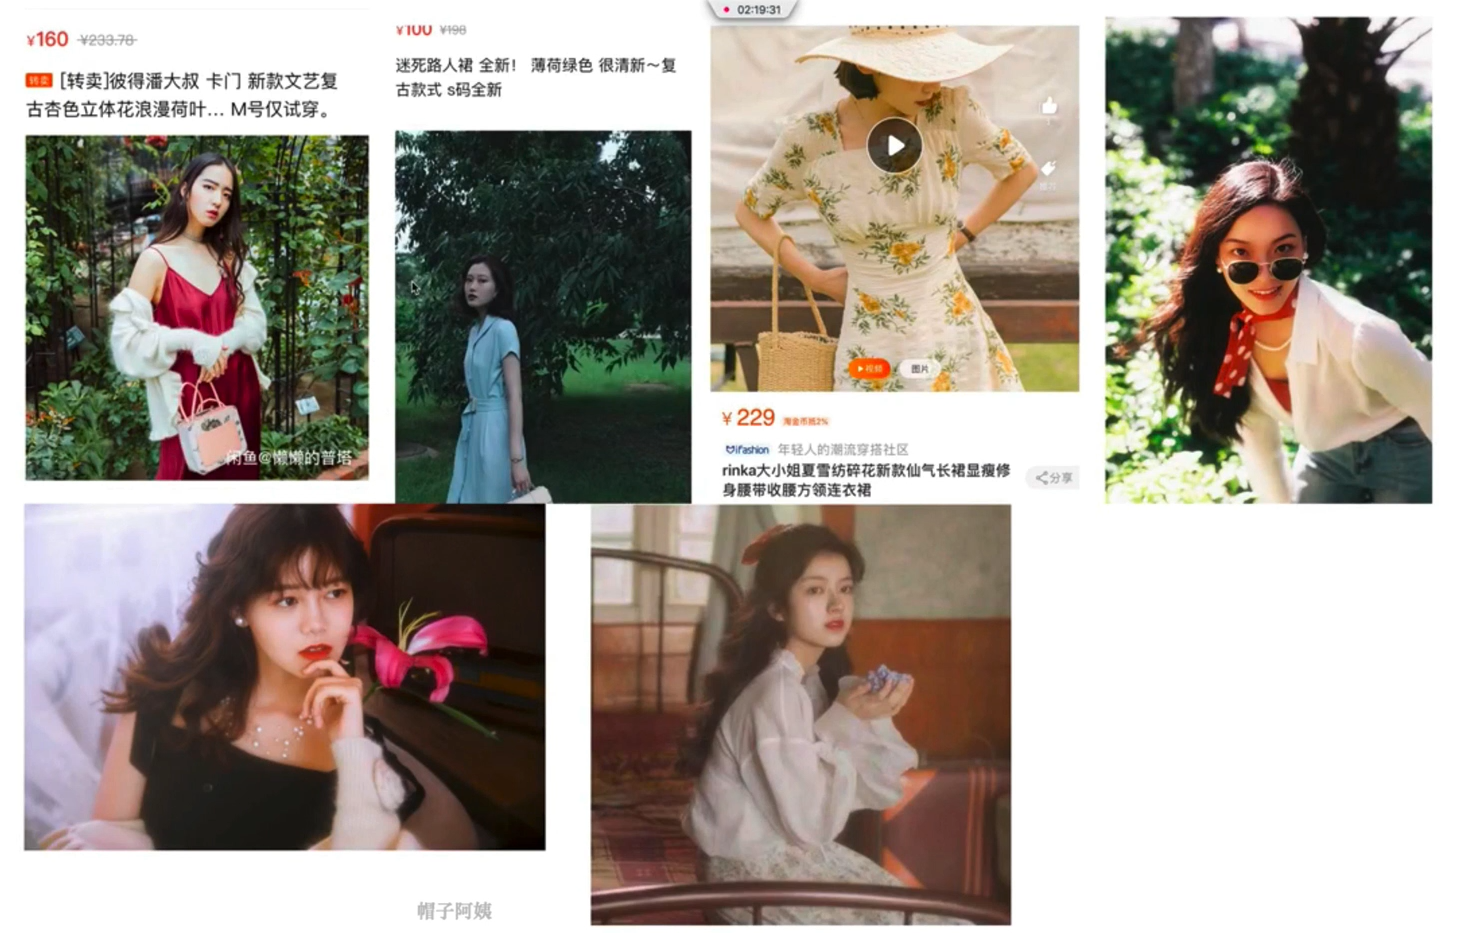 02:19:31
¥160 ¥233.78
转卖 [转卖]彼得潘大叔 卡门 新款文艺复
古杏色立体花浪漫荷叶... M号仅试穿。
闲鱼@懒懒的普塔
¥100 ¥198
迷死路人裙 全新! 薄荷绿色 很清新～复
古款式 s码全新
视频 图片
¥229 淘金币抵2%
ifashion 年轻人的潮流穿搭社区
rinka大小姐夏雪纺碎花新款仙气长裙显瘦修
身腰带收腰方领连衣裙
分享
帽子阿姨